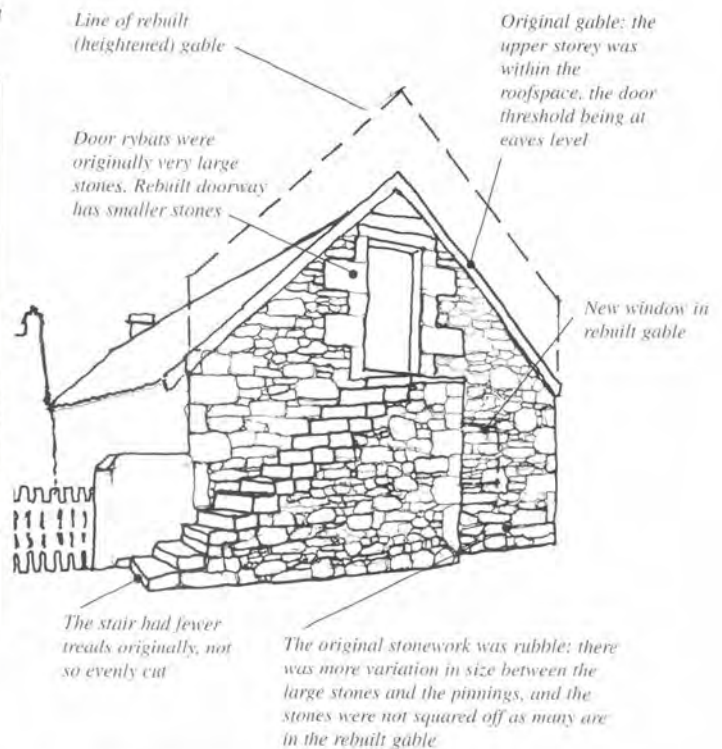 Line of rebuilt
(heightened) gable
Original gable: the
upper storey was
within the
roofspace, the door
threshold being at
eaves level
Door rybats were
originally very large
stones. Rebuilt doorway
has smaller stones
New window in
rebuilt gable
The stair had fewer
treads originally, not
so evenly cut
The original stonework was rubble: there
was more variation in size between the
large stones and the pinnings, and the
stones were not squared off as many are
in the rebuilt gable